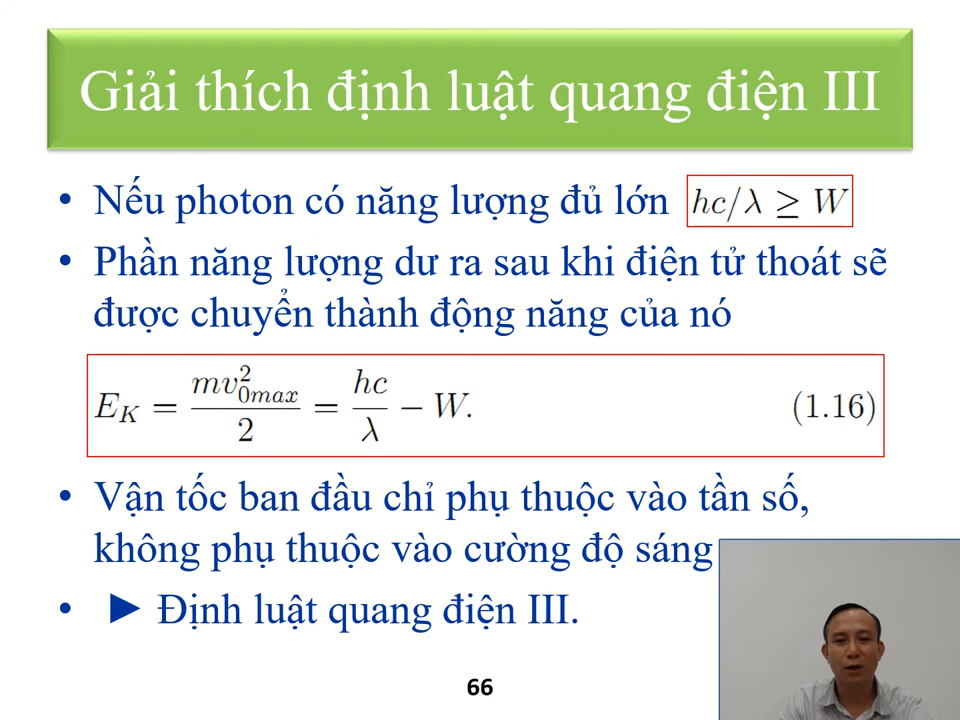 Giải thích định luật quang điện III
• Nếu photon có năng lượng đủ lớn hc/λ ≥ W
• Phần năng lượng dư ra sau khi điện tử thoát sẽ
được chuyển thành động năng của nó
E_K = mv²_{0max}/2 = hc/λ − W. (1.16)
• Vận tốc ban đầu chỉ phụ thuộc vào tần số,
không phụ thuộc vào cường độ sáng
• ► Định luật quang điện III.
66